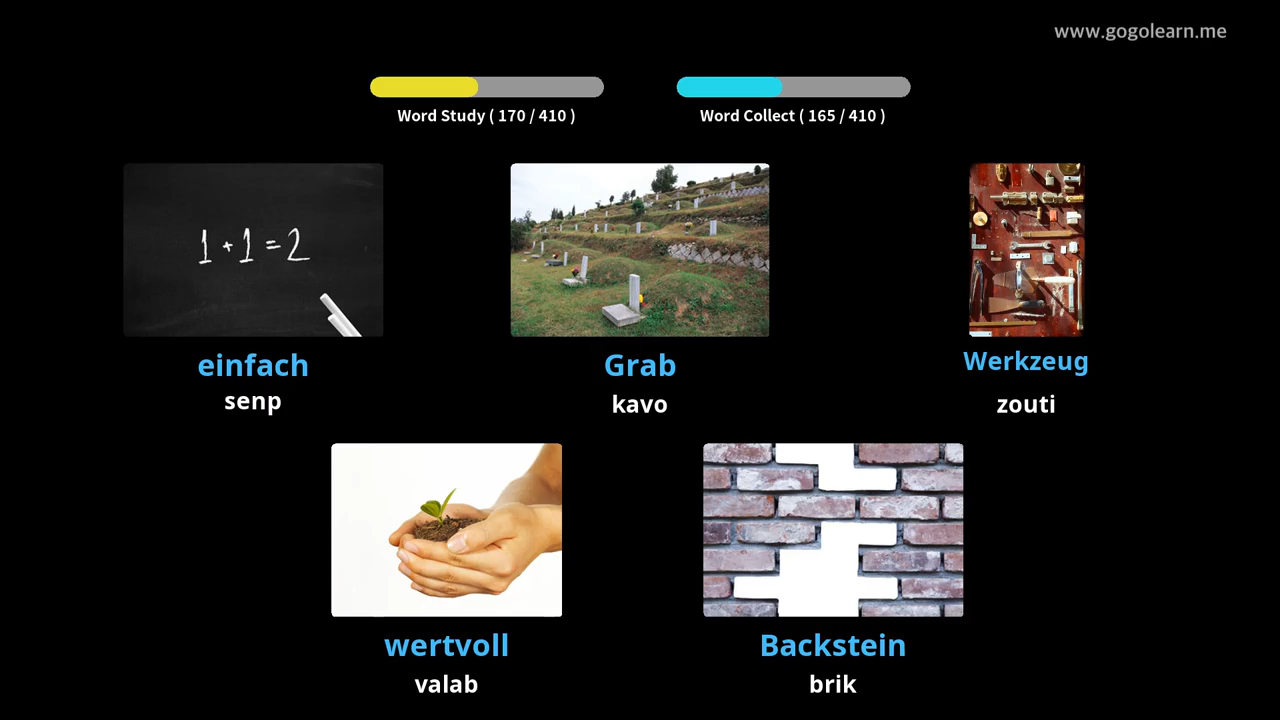 www.gogolearn.me
Word Study ( 170 / 410 )
Word Collect ( 165 / 410 )
1 + 1 = 2
einfach
senp
Grab
kavo
Werkzeug
zouti
wertvoll
valab
Backstein
brik